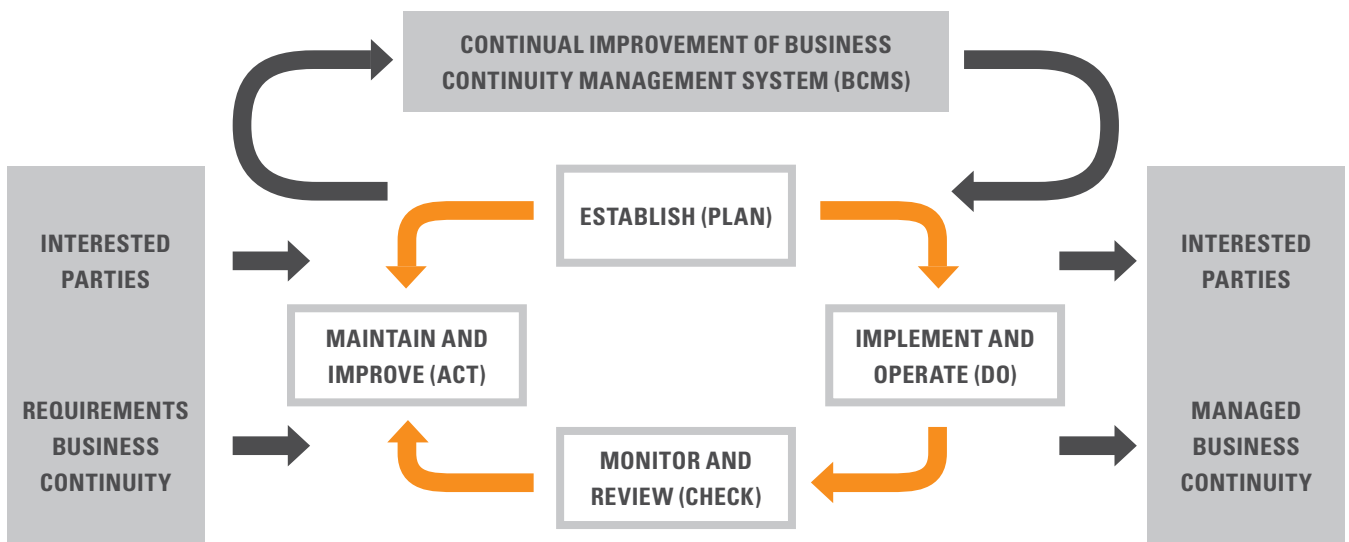 CONTINUAL IMPROVEMENT OF BUSINESS
CONTINUITY MANAGEMENT SYSTEM (BCMS)
INTERESTED
PARTIES
REQUIREMENTS
BUSINESS
CONTINUITY
ESTABLISH (PLAN)
MAINTAIN AND
IMPROVE (ACT)
IMPLEMENT AND
OPERATE (DO)
MONITOR AND
REVIEW (CHECK)
INTERESTED
PARTIES
MANAGED
BUSINESS
CONTINUITY